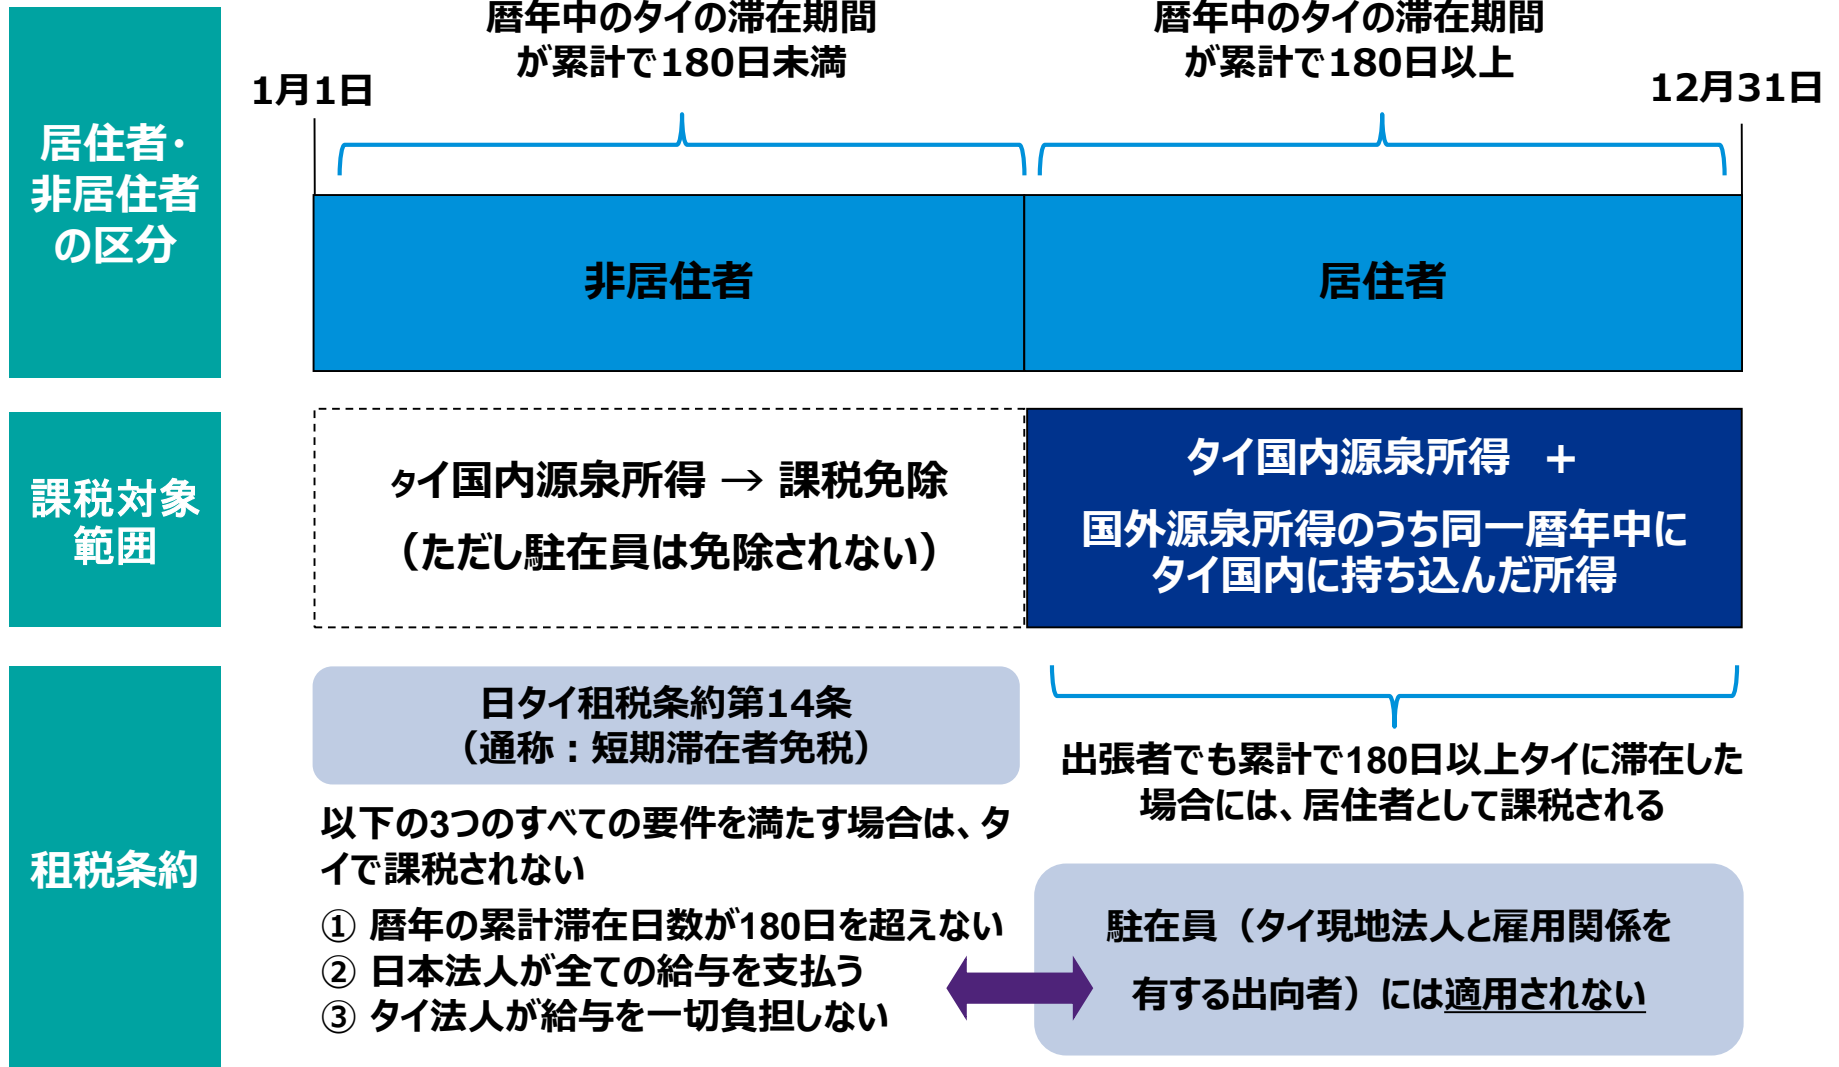 居住者・
非居住者
の区分
暦年中のタイの滞在期間
が累計で180日未満
暦年中のタイの滞在期間
が累計で180日以上
1月1日
12月31日
非居住者
居住者
課税対象
範囲
タイ国内源泉所得 → 課税免除
（ただし駐在員は免除されない）
タイ国内源泉所得 +
国外源泉所得のうち同一暦年中に
タイ国内に持ち込んだ所得
租税条約
日タイ租税条約第14条
（通称：短期滞在者免税）
以下の3つのすべての要件を満たす場合は、タ
イで課税されない
① 暦年の累計滞在日数が180日を超えない
② 日本法人が全ての給与を支払う
③ タイ法人が給与を一切負担しない
出張者でも累計で180日以上タイに滞在した
場合には、居住者として課税される
駐在員（タイ現地法人と雇用関係を
有する出向者）には適用されない